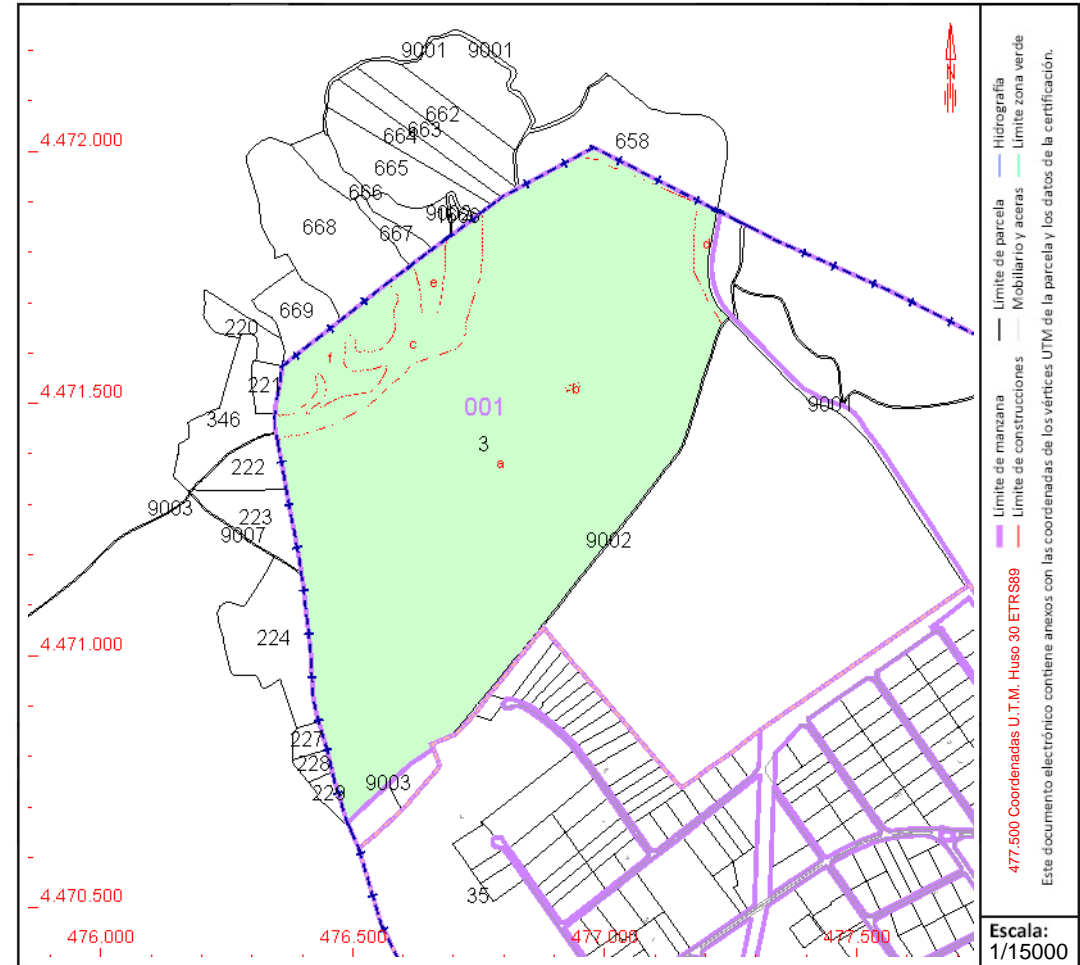 9001
9001
662
663
664
658
4.472.000
665
666
668
667
o
e
669
220
f
c
221
b
4.471.500
001
9001
346
3
222
a
9003
223
9007
9002
4.471.000
224
227
228
9003
229
4.470.500
35
476.000
476.500
477.000
477.500
N
Hidrografía
Límite zona verde
Límite de parcela
Mobiliario y aceras
Límite de manzana
Límite de construcciones
477.500 Coordenadas U.T.M. Huso 30 ETRS89
Este documento electrónico contiene anexos con las coordenadas de los vértices UTM de la parcela y los datos de la certificación.
Escala:
1/15000